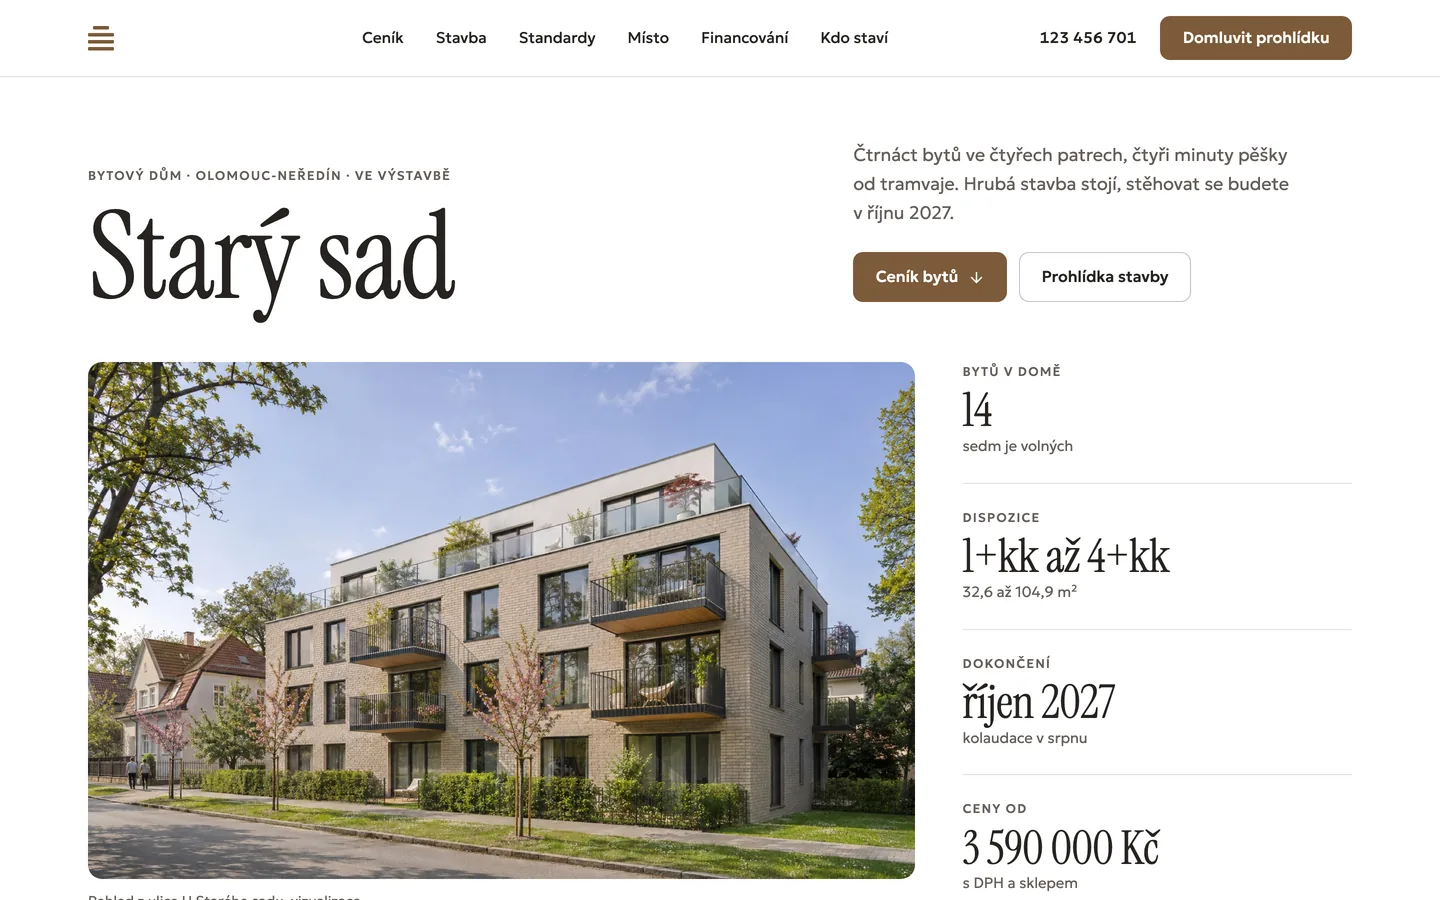 Ceník
Stavba
Standardy
Místo
Financování
Kdo staví
123 456 701
Domluvit prohlídku
BYTOVÝ DŮM · OLOMOUC-NEŘEDÍN · VE VÝSTAVBĚ
Starý sad
Čtrnáct bytů ve čtyřech patrech, čtyři minuty pěšky
od tramvaje. Hrubá stavba stojí, stěhovat se budete
v říjnu 2027.
Ceník bytů ↓
Prohlídka stavby
BYTŮ V DOMĚ
14
sedm je volných
DISPOZICE
1+kk až 4+kk
32,6 až 104,9 m²
DOKONČENÍ
říjen 2027
kolaudace v srpnu
CENY OD
3 590 000 Kč
s DPH a sklepem